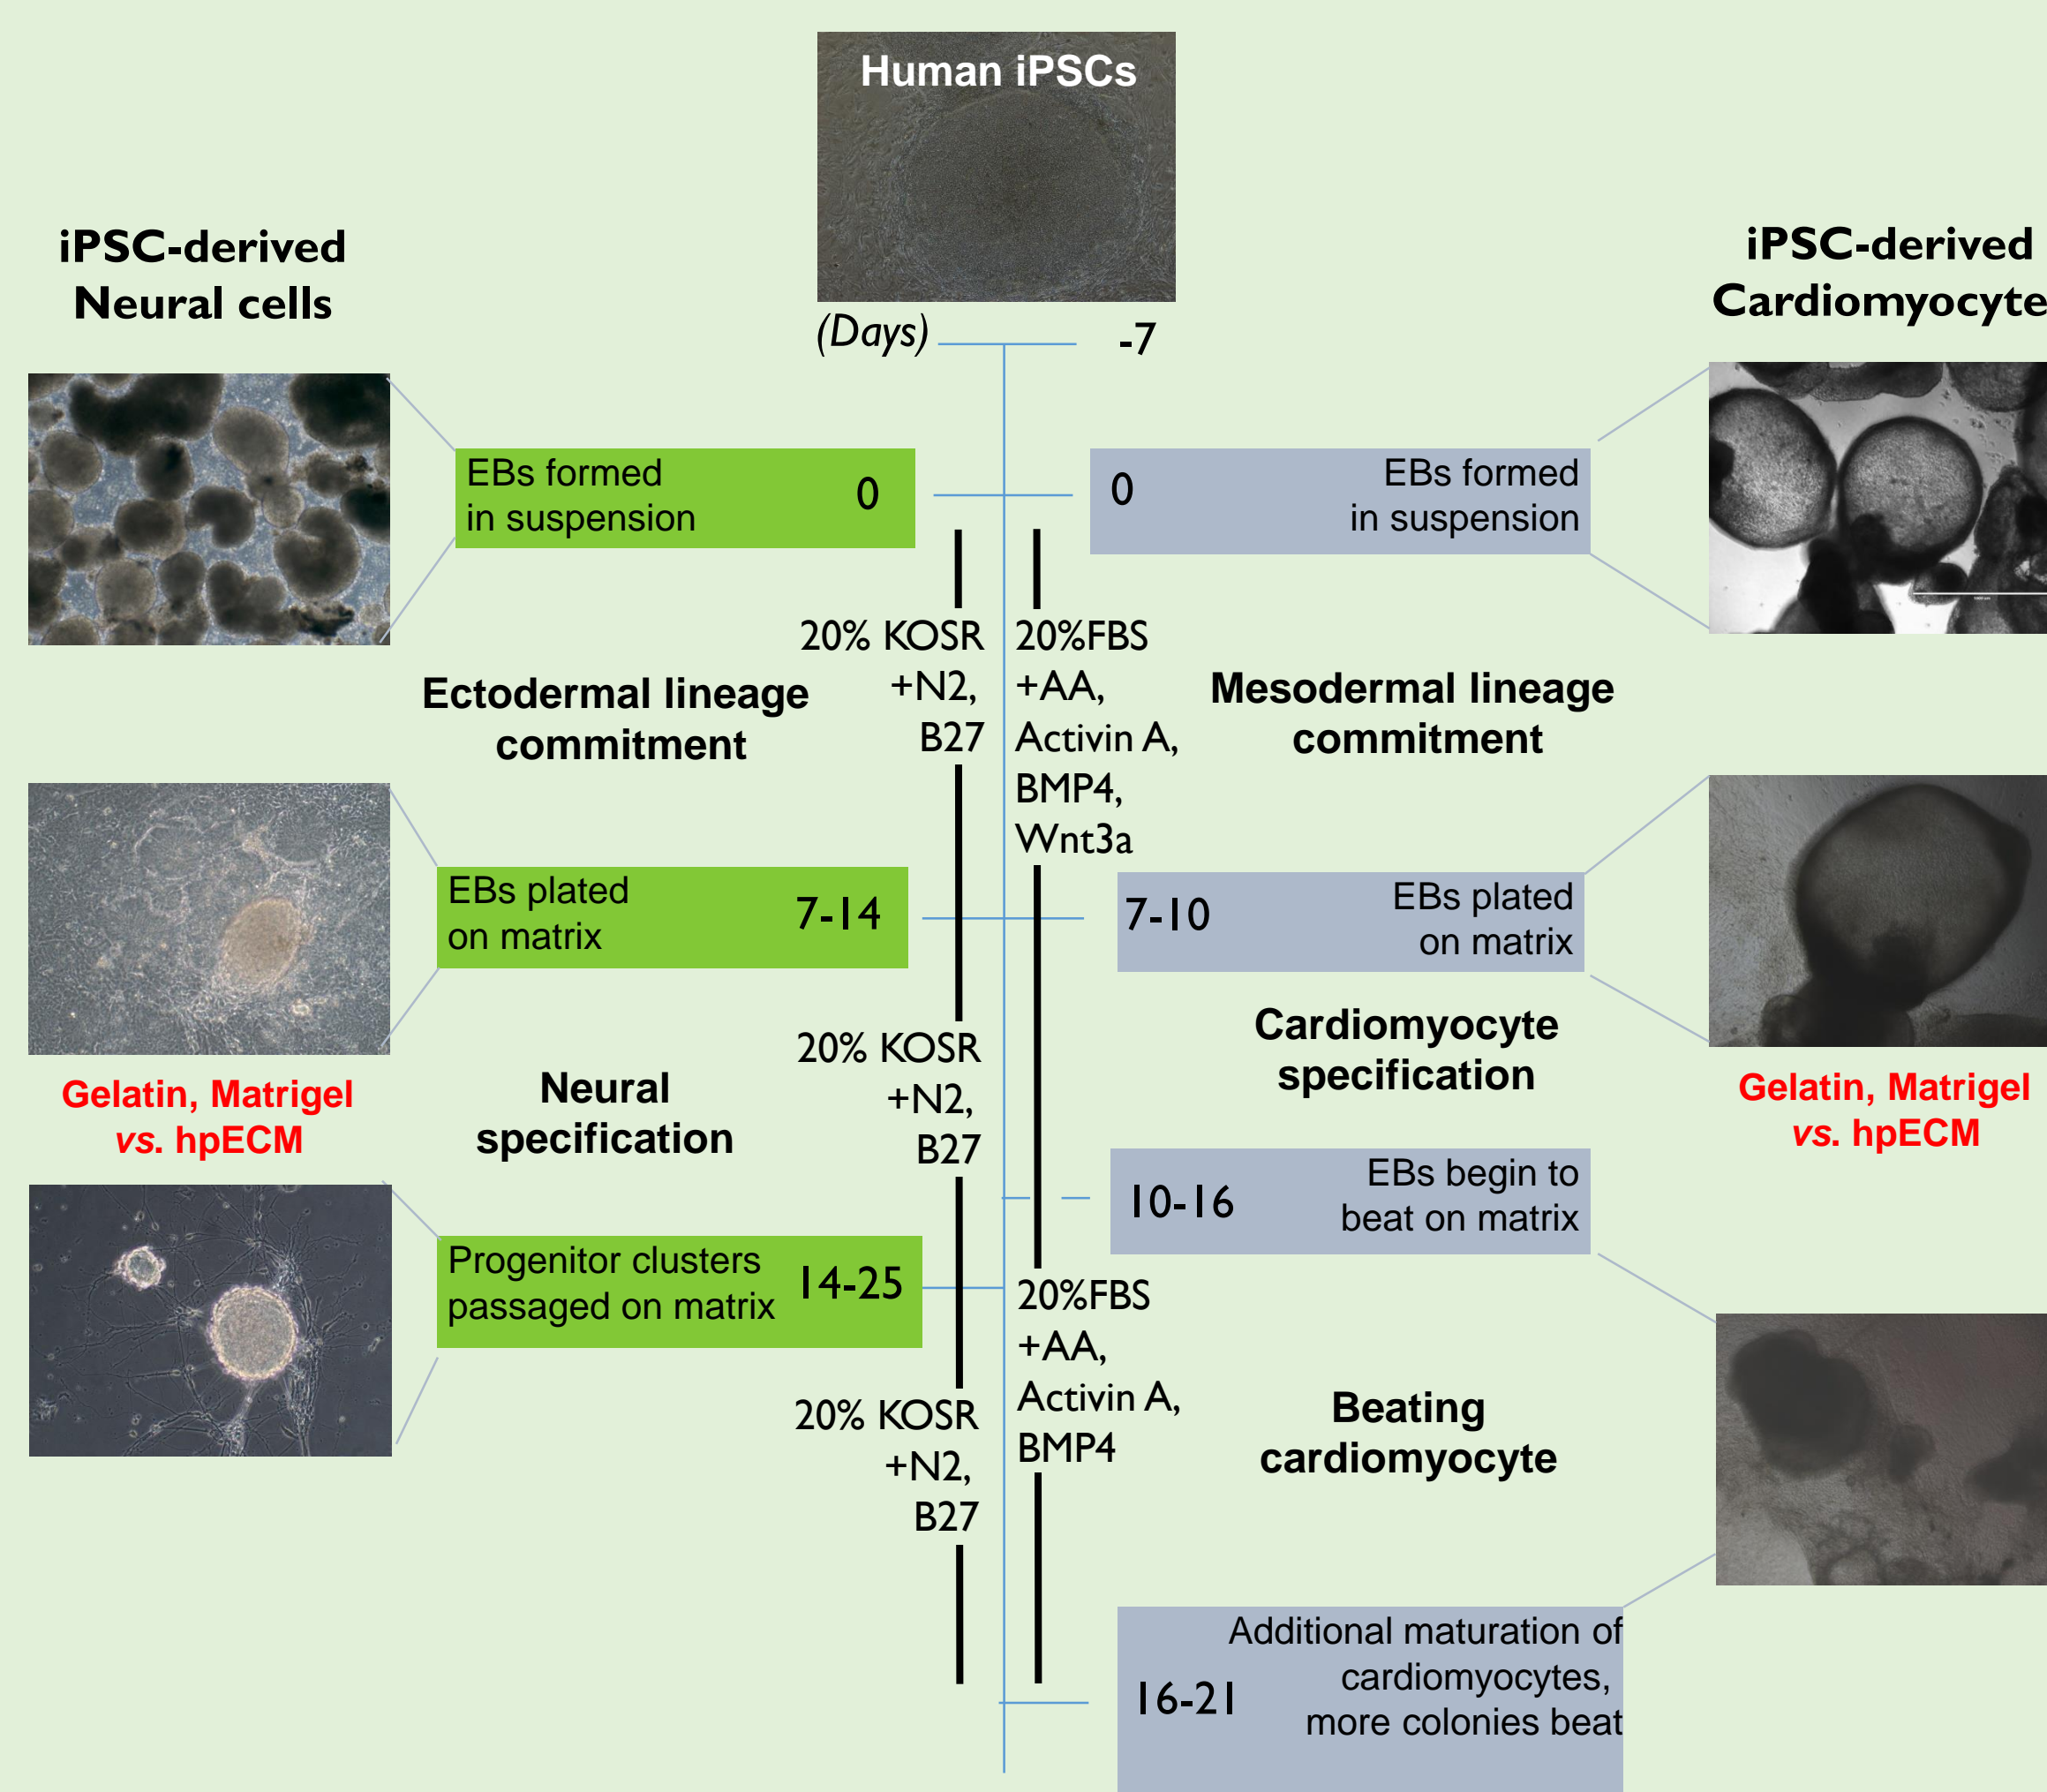 Human iPSCs
iPSC-derived
Neural cells
iPSC-derived
Cardiomyocyte
(Days)
-7
EBs formed
in suspension
0
0
EBs formed
in suspension
20% KOSR
+N2,
B27
20%FBS
+AA,
Activin A,
BMP4,
Wnt3a
Ectodermal lineage
commitment
Mesodermal lineage
commitment
EBs plated
on matrix
7-14
7-10
EBs plated
on matrix
Gelatin, Matrigel
vs. hpECM
Neural
specification
20% KOSR
+N2,
B27
Cardiomyocyte
specification
Gelatin, Matrigel
vs. hpECM
10-16
EBs begin to
beat on matrix
Progenitor clusters
passaged on matrix
14-25
20%FBS
+AA,
Activin A,
BMP4
20% KOSR
+N2,
B27
Beating
cardiomyocyte
16-21
Additional maturation of
cardiomyocytes,
more colonies beat